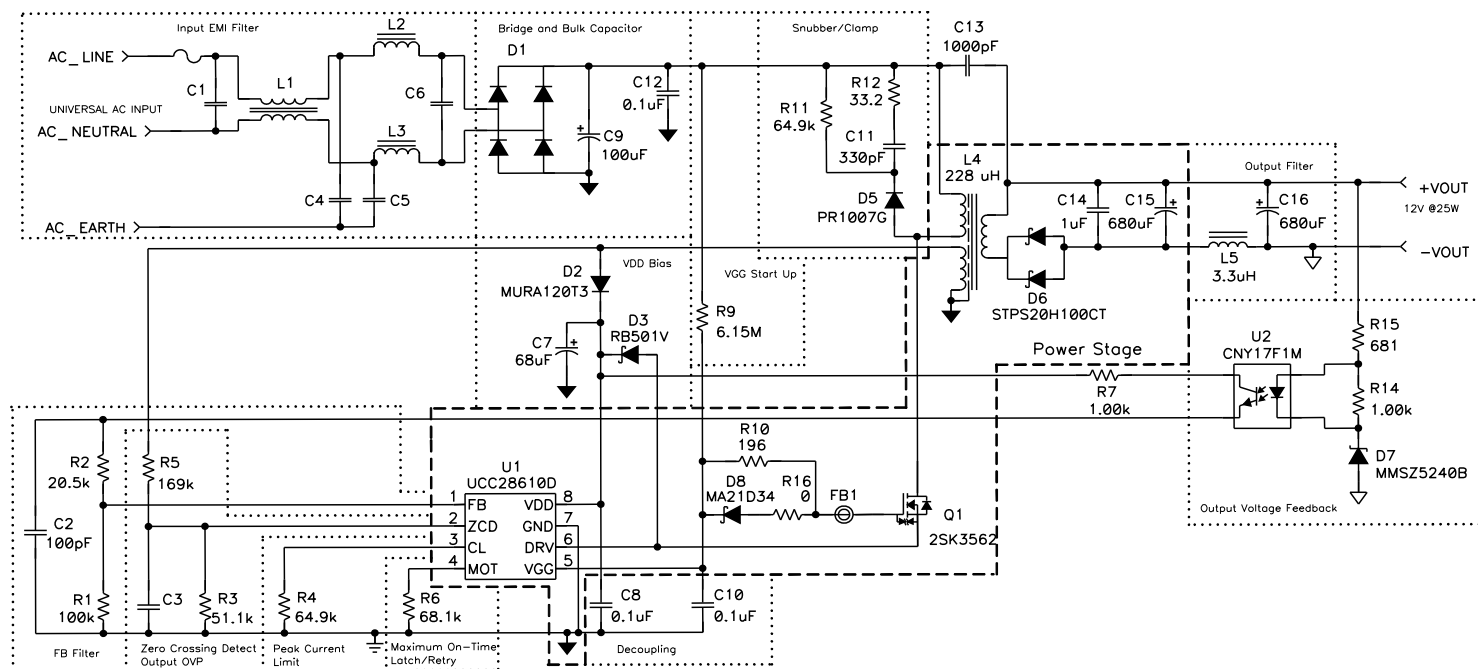 Input EMI Filter
AC_ LINE
UNIVERSAL AC INPUT
AC_NEUTRAL
AC_EARTH
C1
L1
L2
L3
C4
C5
C6
Bridge and Bulk Capacitor
D1
C9
100uF
C12
0.1uF
Snubber/Clamp
R11
64.9k
R12
33.2
C11
330pF
D5
PR1007G
C13
1000pF
L4
228 uH
Output Filter
C14
1uF
C15
680uF
C16
680uF
L5
3.3uH
+VOUT
12V @25W
-VOUT
D6
STPS20H100CT
VDD Bias
D2
MURA120T3
D3
RB501V
C7
68uF
VGG Start Up
R9
6.15M
Power Stage
R7
1.00k
U2
CNY17F1M
R15
681
R14
1.00k
D7
MMSZ5240B
Output Voltage Feedback
R10
196
D8
MA21D34
R16
0
FB1
Q1
2SK3562
U1
UCC28610D
1 FB VDD 8
2 ZCD GND 7
3 CL DRV 6
4 MOT VGG 5
R2
20.5k
R5
169k
C2
100pF
R1
100k
C3
R3
51.1k
R4
64.9k
R6
68.1k
C8
0.1uF
C10
0.1uF
FB Filter
Zero Crossing Detect
Output OVP
Peak Current
Limit
Maximum On-Time
Latch/Retry
Decoupling